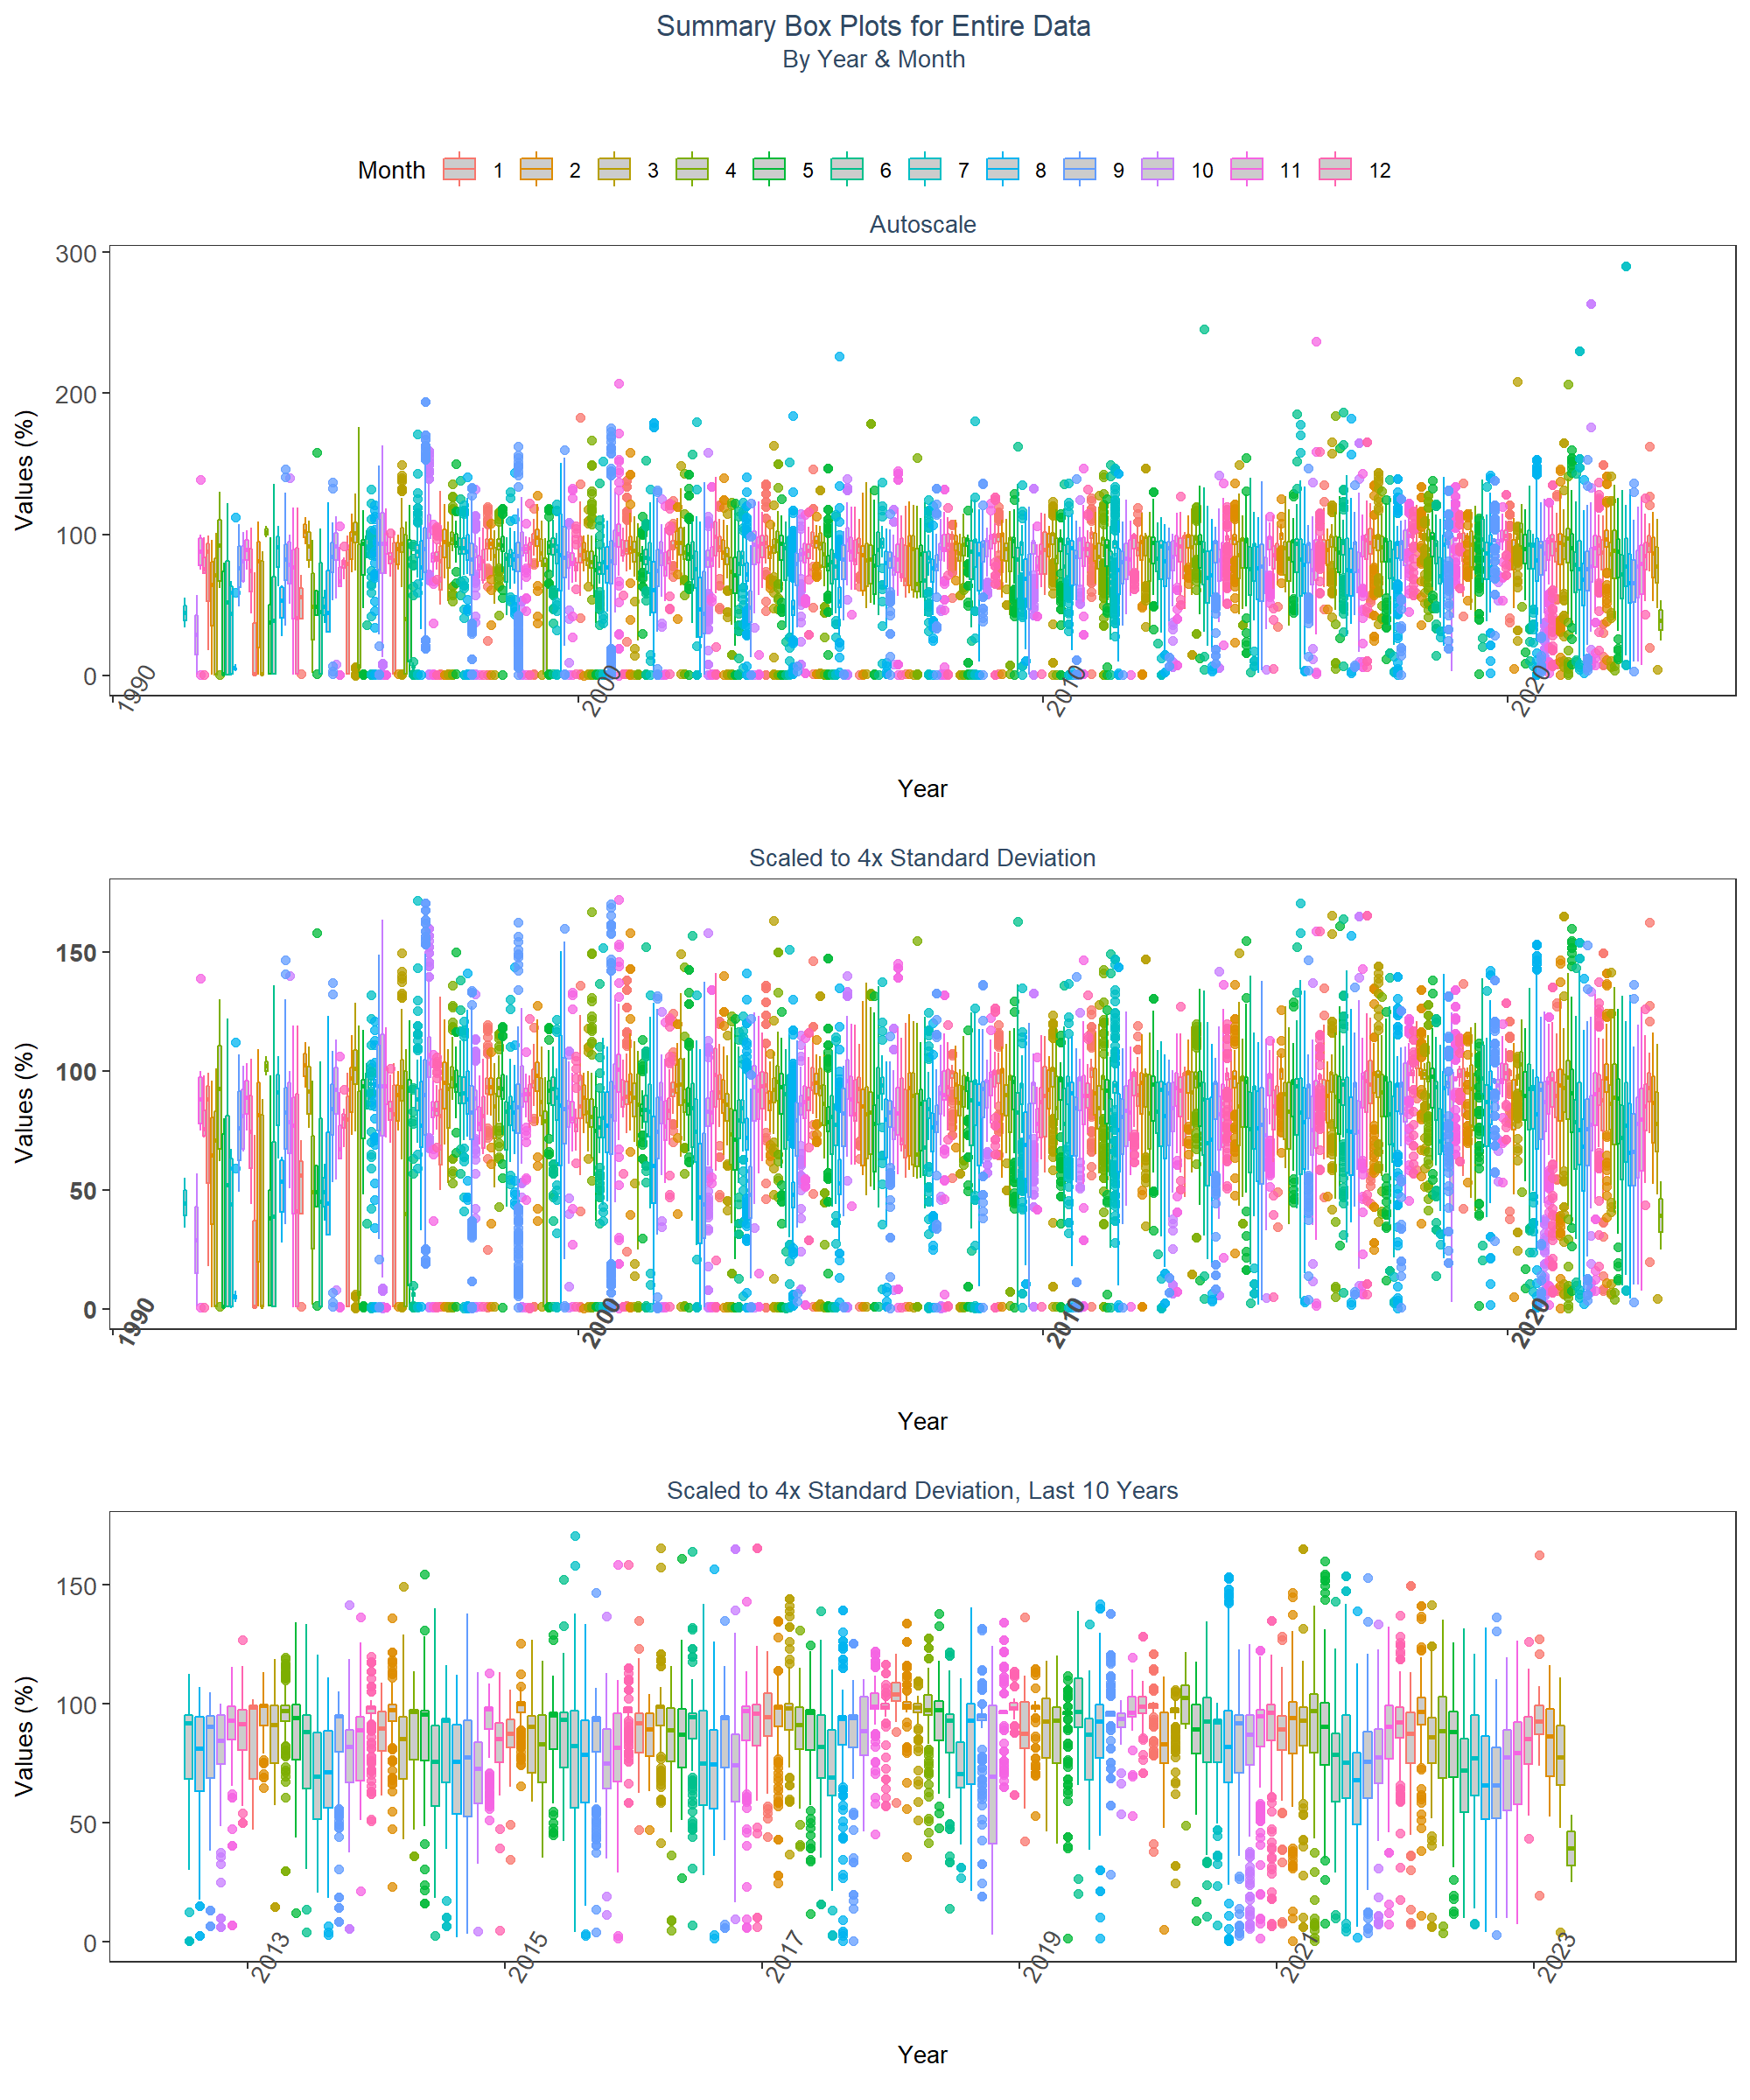 Summary Box Plots for Entire Data
By Year & Month
Month 1 2 3 4 5 6 7 8 9 10 11 12
Autoscale
300
200
100
0
Values (%)
1990 2000 2010 2020
Year
Scaled to 4x Standard Deviation
150
100
50
0
Values (%)
1990 2000 2010 2020
Year
Scaled to 4x Standard Deviation, Last 10 Years
150
100
50
0
Values (%)
2013 2015 2017 2019 2021 2023
Year